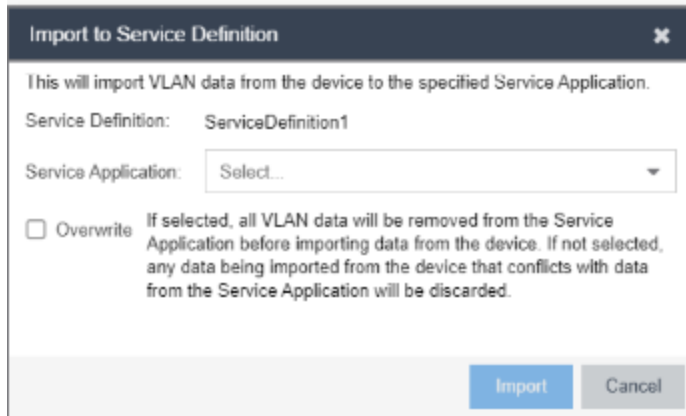 Import to Service Definition
This will import VLAN data from the device to the specified Service Application.
Service Definition: ServiceDefinition1
Service Application: Select...
Overwrite If selected, all VLAN data will be removed from the Service
Application before importing data from the device. If not selected,
any data being imported from the device that conflicts with data
from the Service Application will be discarded.
Import Cancel